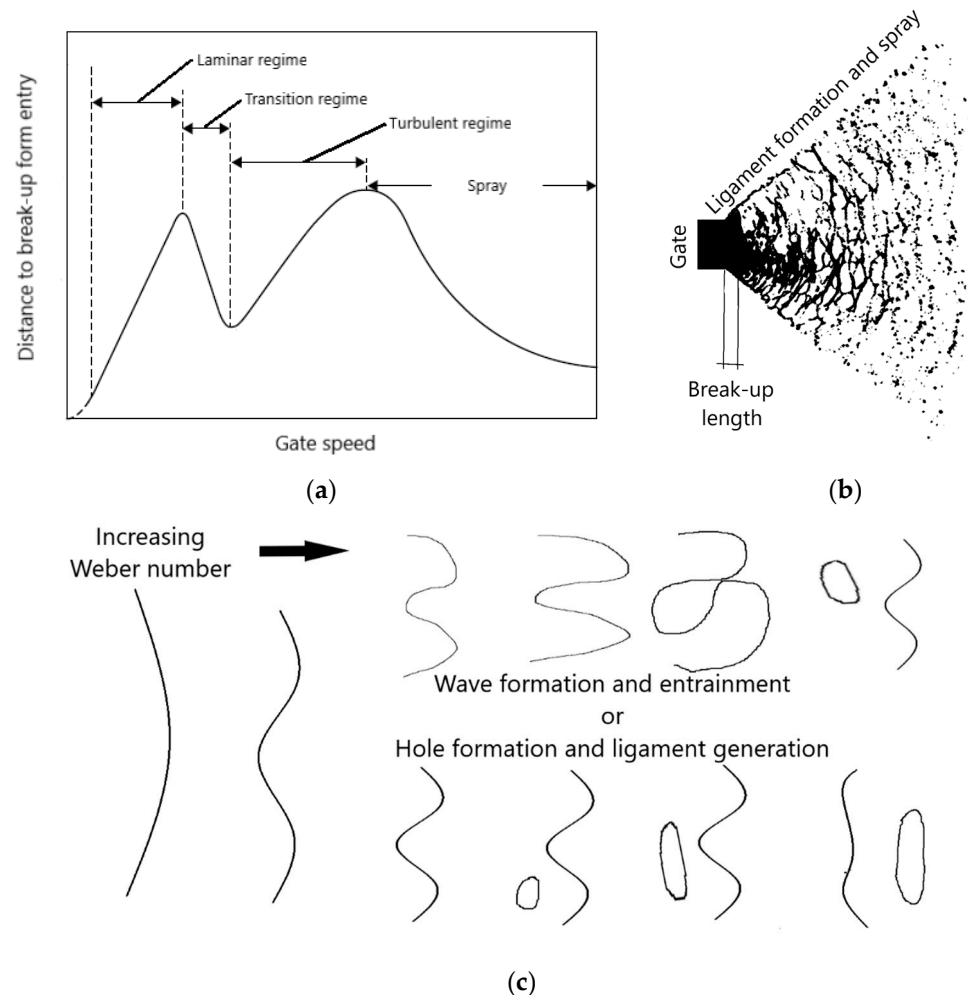 Distance to break-up form entry
Laminar regime
Transition regime
Turbulent regime
Spray
Gate speed
(a)
Ligament formation and spray
Gate
Break-up
length
(b)
Increasing
Weber number
Wave formation and entrainment
or
Hole formation and ligament generation
(c)